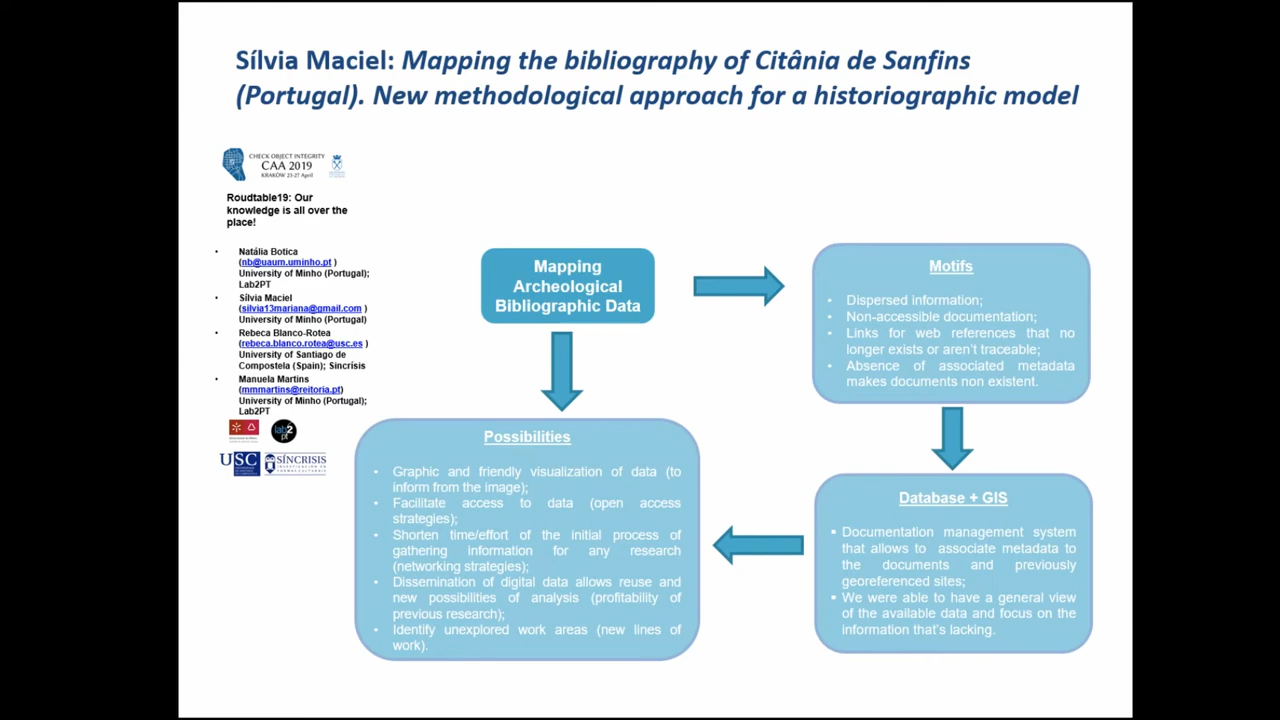 Sílvia Maciel: Mapping the bibliography of Citânia de Sanfins
(Portugal). New methodological approach for a historiographic model
CHECK OBJECT INTEGRITY
CAA 2019
KRAKÓW 23-27 April
Roudtable19: Our
knowledge is all over the
place!
• Natália Botica
(nb@uaum.uminho.pt )
University of Minho (Portugal);
Lab2PT
• Sílvia Maciel
(silvia13mariana@gmail.com )
University of Minho (Portugal)
• Rebeca Blanco-Rotea
(rebeca.blanco.rotea@usc.es )
University of Santiago de
Compostela (Spain); Sincrísis
• Manuela Martins
(mmmartins@reitoria.pt)
University of Minho (Portugal);
Lab2PT
lab2
pt
USC
SÍNCRISIS
Mapping
Archeological
Bibliographic Data
Motifs
• Dispersed information;
• Non-accessible documentation;
• Links for web references that no
longer exists or aren't traceable;
• Absence of associated metadata
makes documents non existent.
Possibilities
• Graphic and friendly visualization of data (to
inform from the image);
• Facilitate access to data (open access
strategies);
• Shorten time/effort of the initial process of
gathering information for any research
(networking strategies);
• Dissemination of digital data allows reuse and
new possibilities of analysis (profitability of
previous research);
• Identify unexplored work areas (new lines of
work).
Database + GIS
▪ Documentation management system
that allows to associate metadata to
the documents and previously
georeferenced sites;
▪ We were able to have a general view
of the available data and focus on the
information that's lacking.